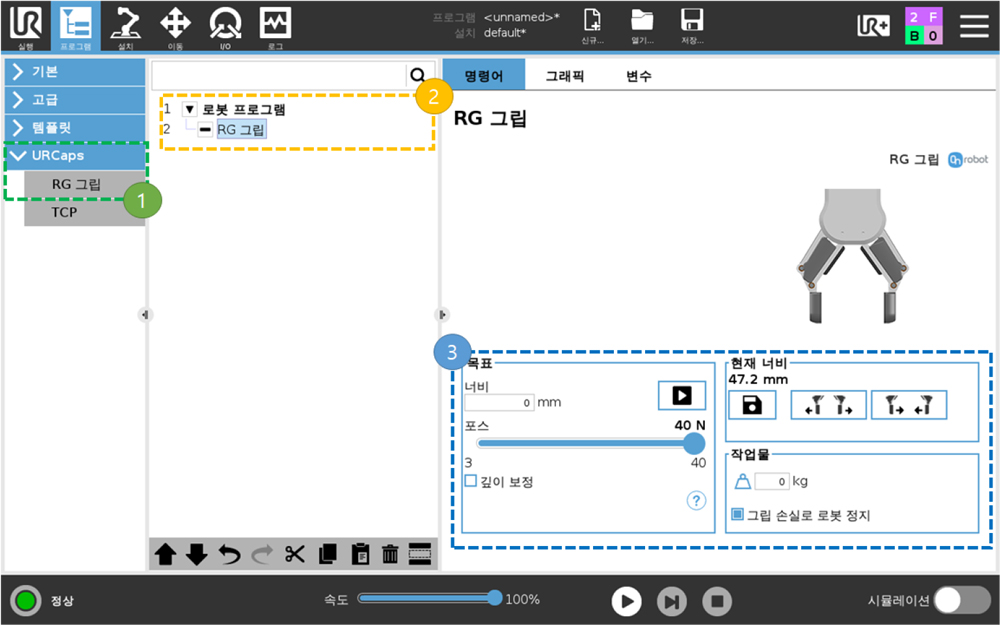 UR
실행
프로그램
설치
이동
I/O
로그
프로그램 <unnamed>*
설치 default*
신규...
열기...
저장...
UR+
2 F
B 0
기본
고급
템플릿
URCaps
RG 그립
TCP
1
2
1 로봇 프로그램
2 RG 그립
명령어 그래픽 변수
RG 그립
RG 그립 On robot
3
목표
너비
0 mm
포스 40 N
3 40
깊이 보정
?
현재 너비
47.2 mm
작업물
0 kg
그립 손실로 로봇 정지
정상
속도 100%
시뮬레이션